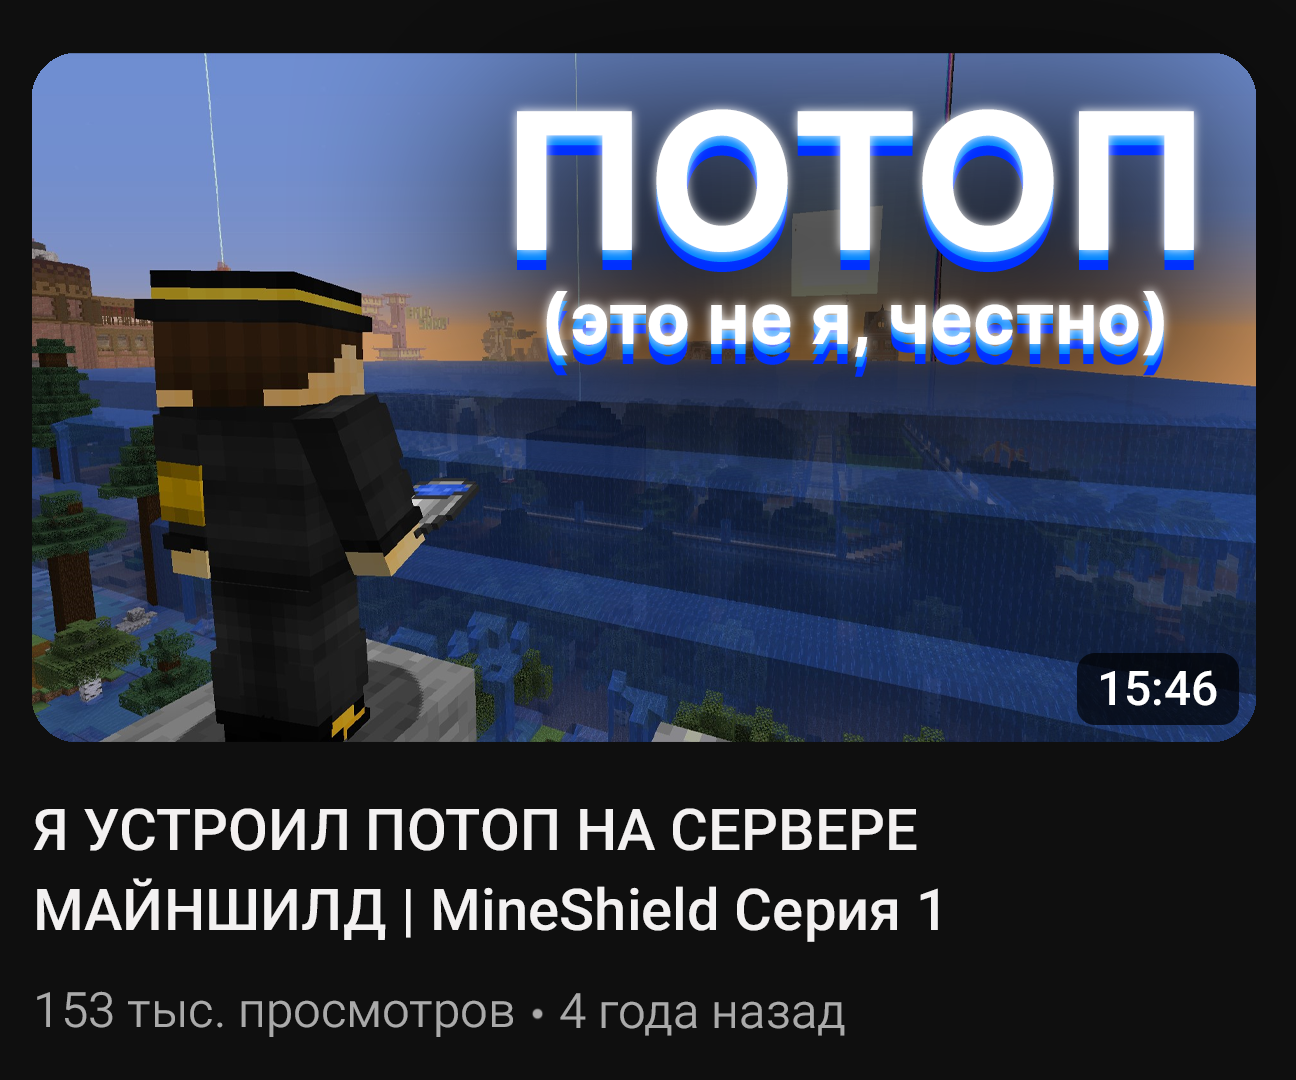 ПОТОП
(это не я, честно)
15:46
Я УСТРОИЛ ПОТОП НА СЕРВЕРЕ
МАЙНШИЛД | MineShield Серия 1
153 тыс. просмотров • 4 года назад